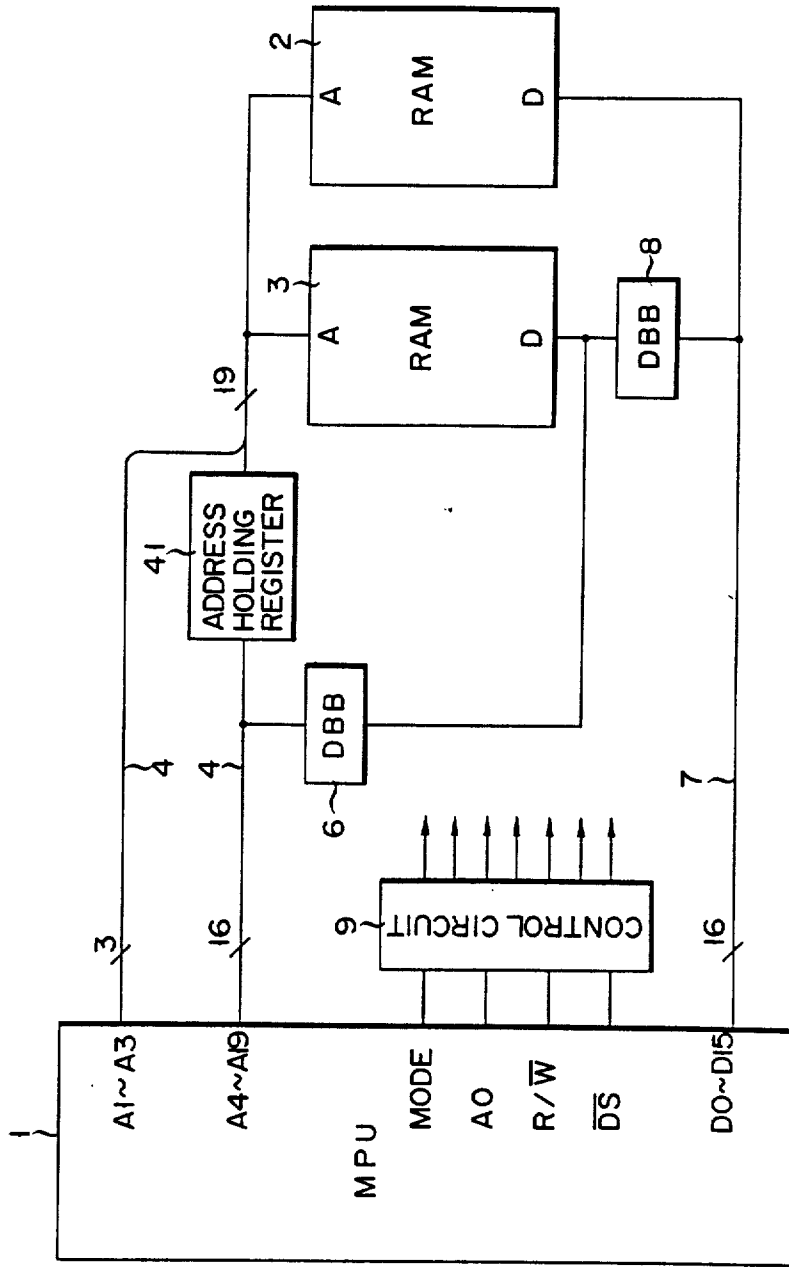 1
A1~A3
3
4
A4~A19
16
4
MPU
MODE
A0
R/W̅
D̅S̅
D0~D15
16
7
9
CONTROL CIRCUIT
6
DBB
41
ADDRESS
HOLDING
REGISTER
19
3
A
RAM
D
8
DBB
2
A
RAM
D